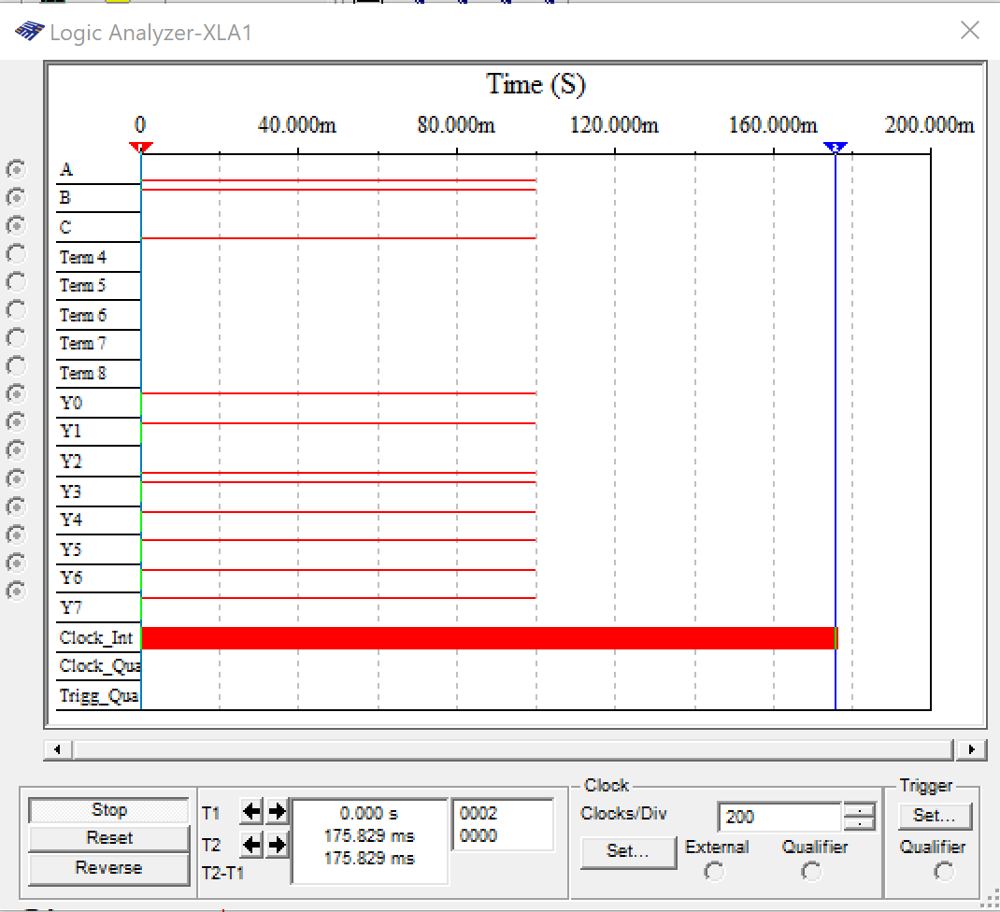 Logic Analyzer-XLA1
Time (S)
0 40.000m 80.000m 120.000m 160.000m 200.000m
A
B
C
Term 4
Term 5
Term 6
Term 7
Term 8
Y0
Y1
Y2
Y3
Y4
Y5
Y6
Y7
Clock_Int
Clock_Qua
Trigg_Qua
Stop
Reset
Reverse
T1
T2
T2-T1
0.000 s
175.829 ms
175.829 ms
0002
0000
Clock
Clocks/Div 200
Set... External Qualifier
Trigger
Set...
Qualifier